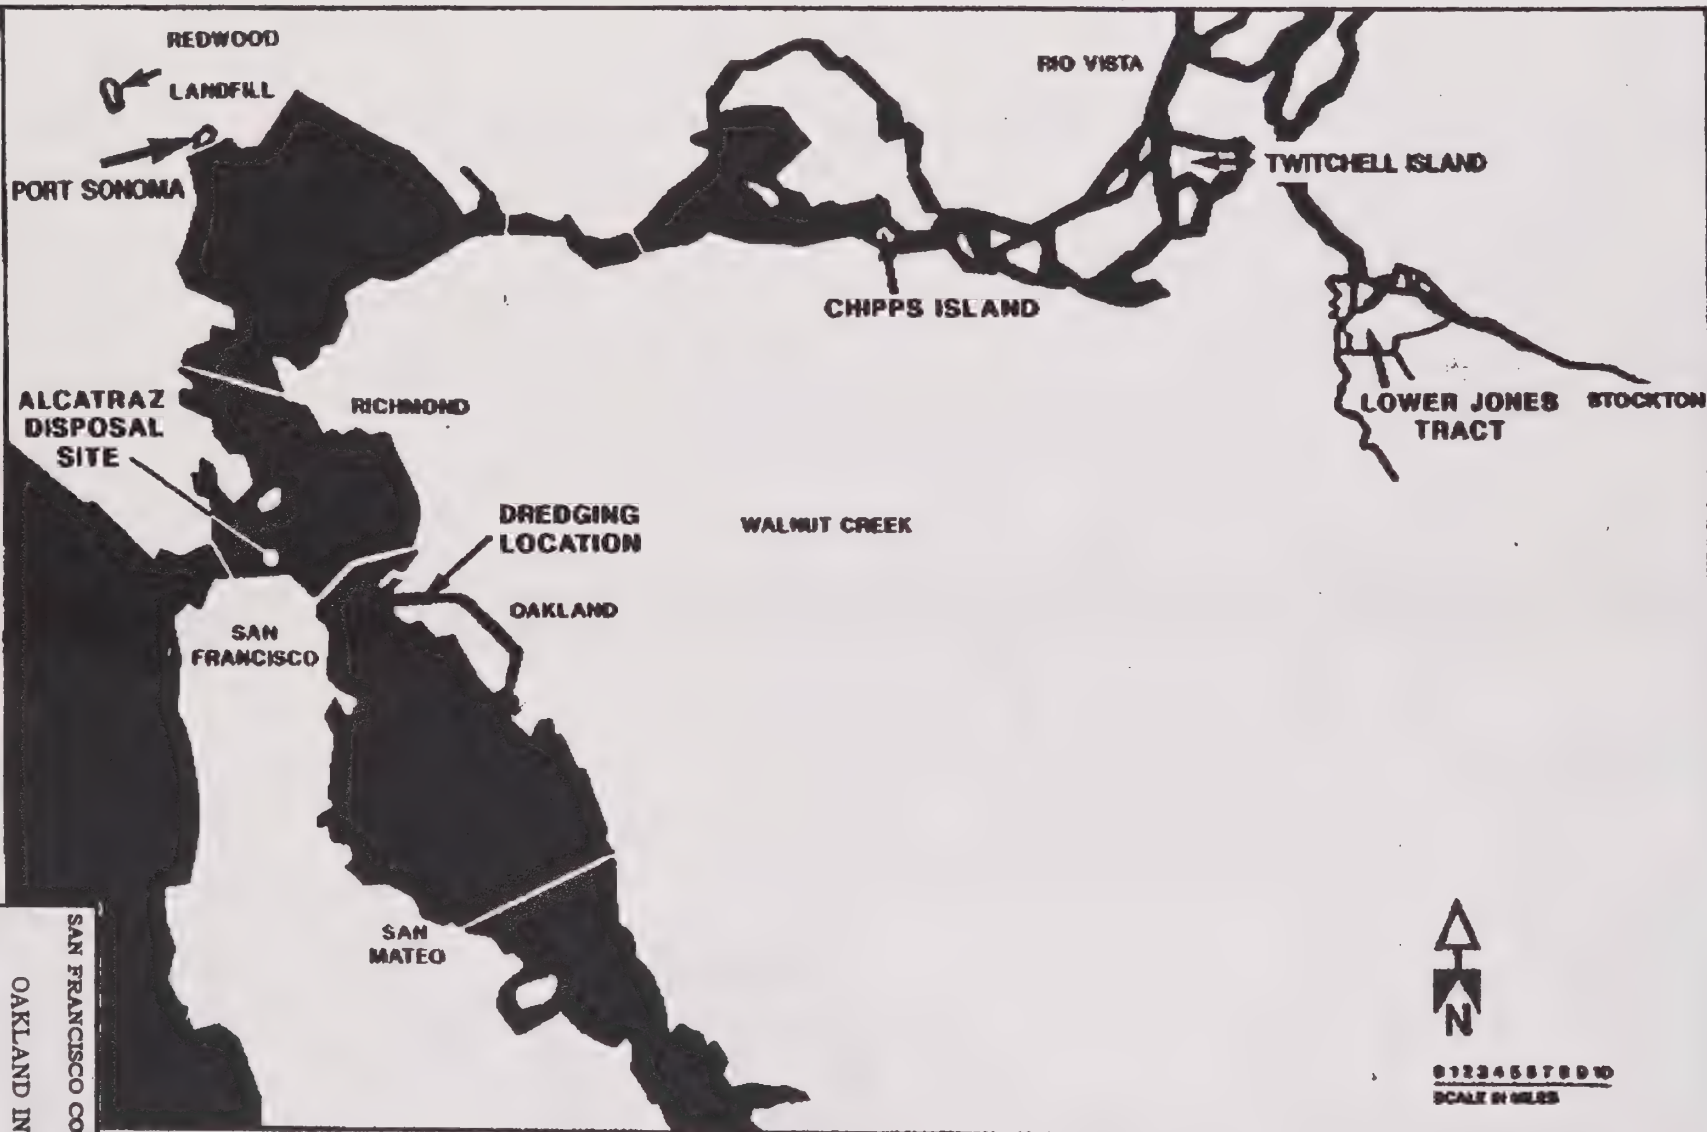 REDWOOD
LANDFILL
PORT SONOMA
RIO VISTA
TWITCHELL ISLAND
CHIPPS ISLAND
ALCATRAZ
DISPOSAL
SITE
RICHMOND
LOWER JONES
TRACT
STOCKTON
DREDGING
LOCATION
WALNUT CREEK
OAKLAND
SAN
FRANCISCO
SAN
MATEO
N
0 1 2 3 4 5 6 7 8 9 10
SCALE IN MILES
SAN FRANCISCO CO
OAKLAND IN